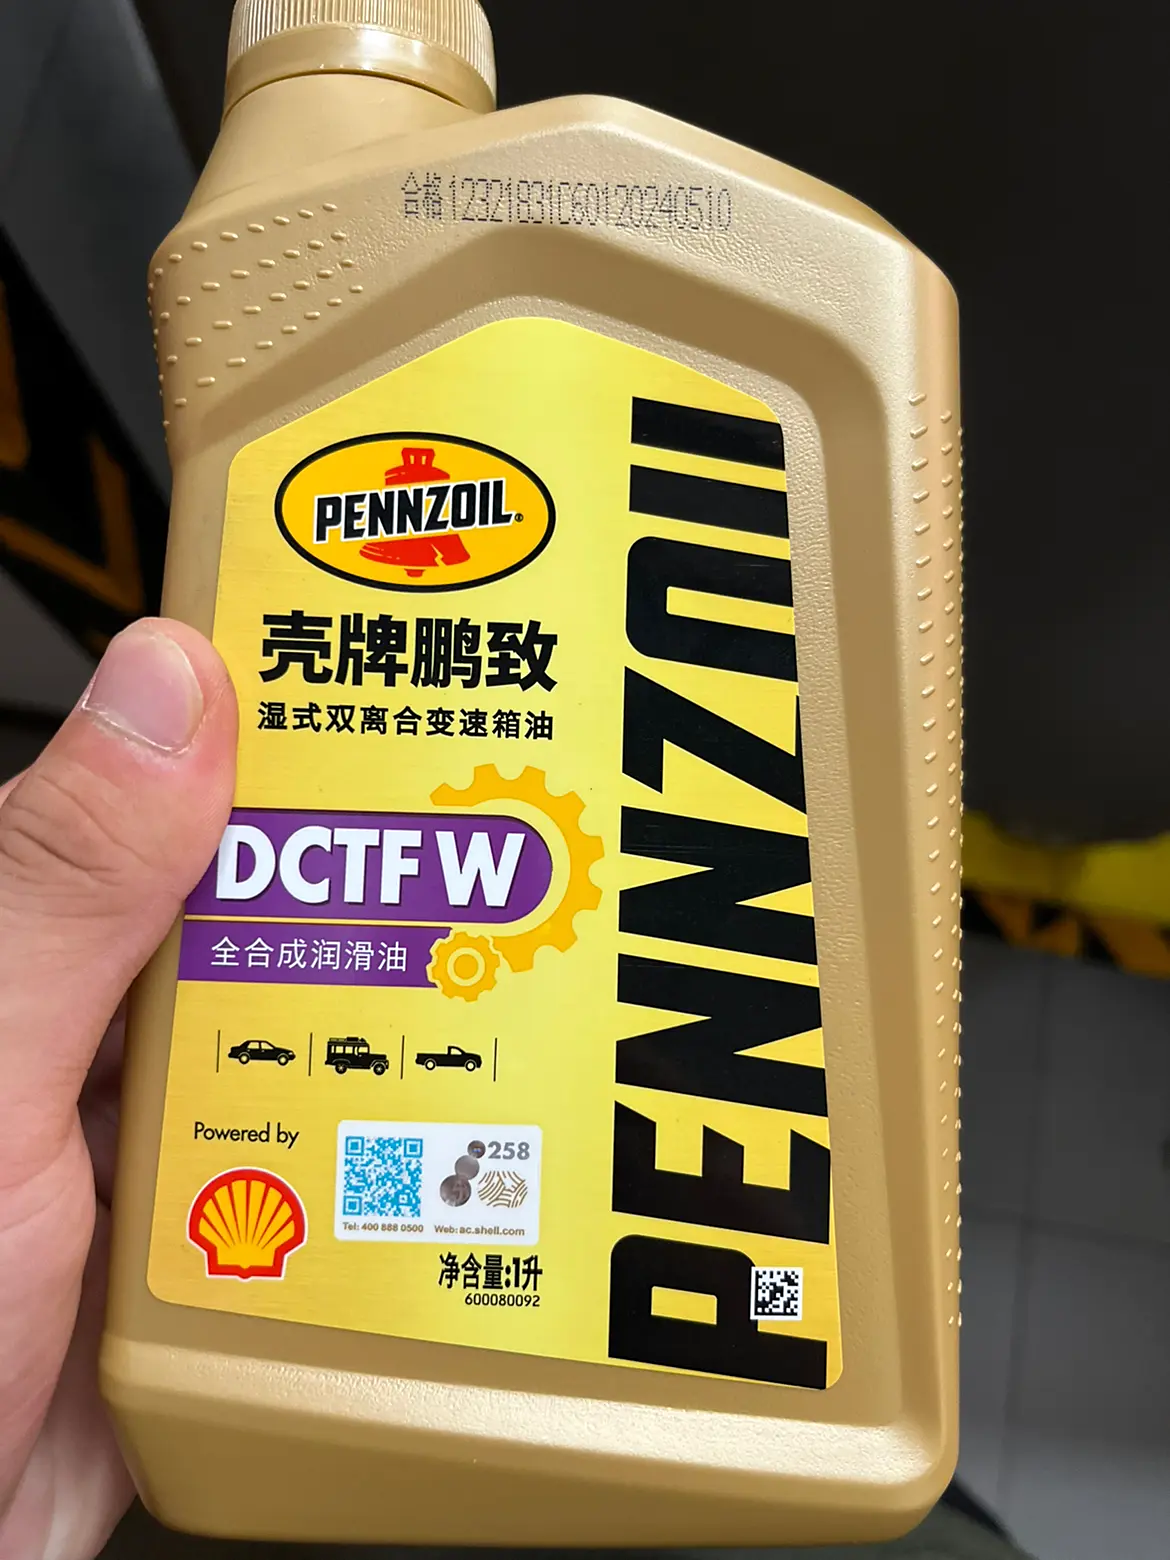 合格12321831C60120240510
PENNZOIL®
壳牌鹏致
湿式双离合变速箱油
DCTF W
全合成润滑油
Powered by
258
Tel: 400 888 0500 Web: ac.shell.com
净含量:1升
600080092
PENNZOIL